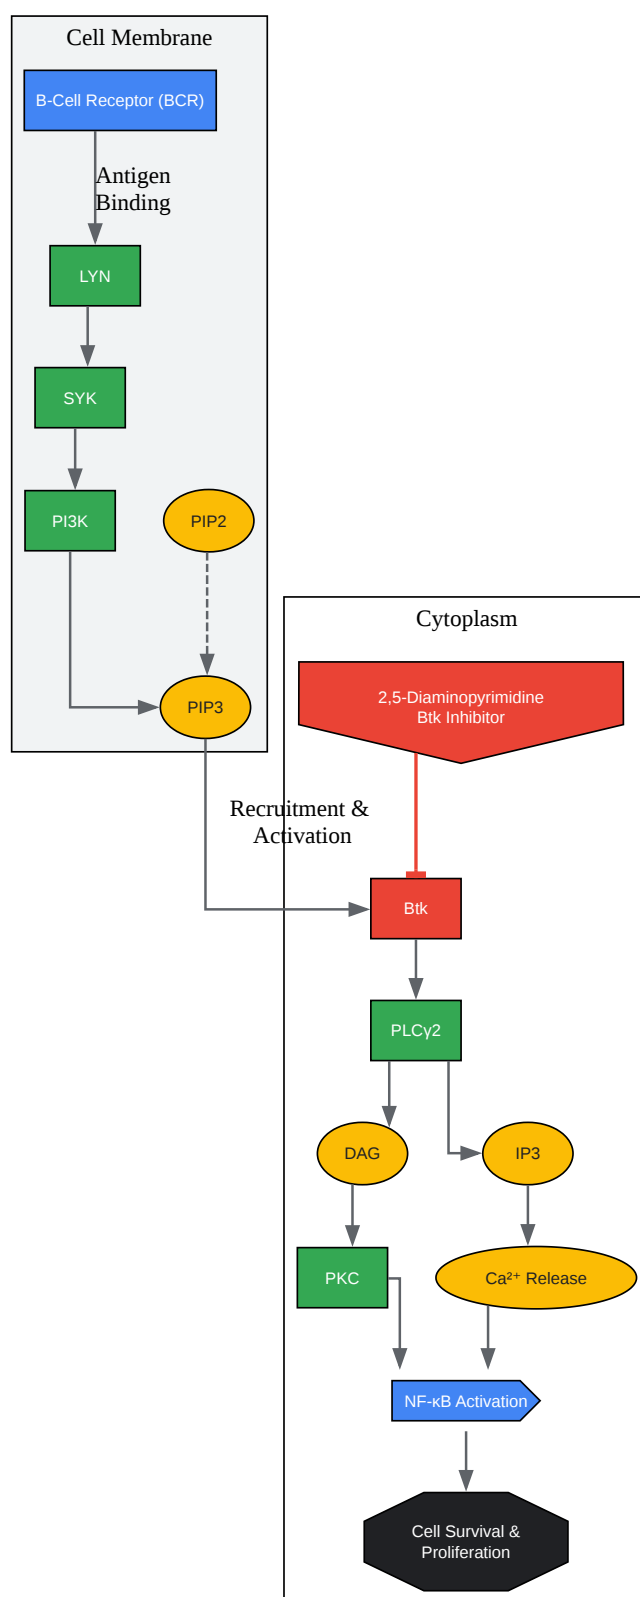 Cell Membrane
B-Cell Receptor (BCR)
Antigen
Binding
LYN
SYK
PI3K
PIP2
PIP3
Cytoplasm
2,5-Diaminopyrimidine
Btk Inhibitor
Recruitment &
Activation
Btk
PLCγ2
DAG
IP3
PKC
Ca²⁺ Release
NF-κB Activation
Cell Survival &
Proliferation